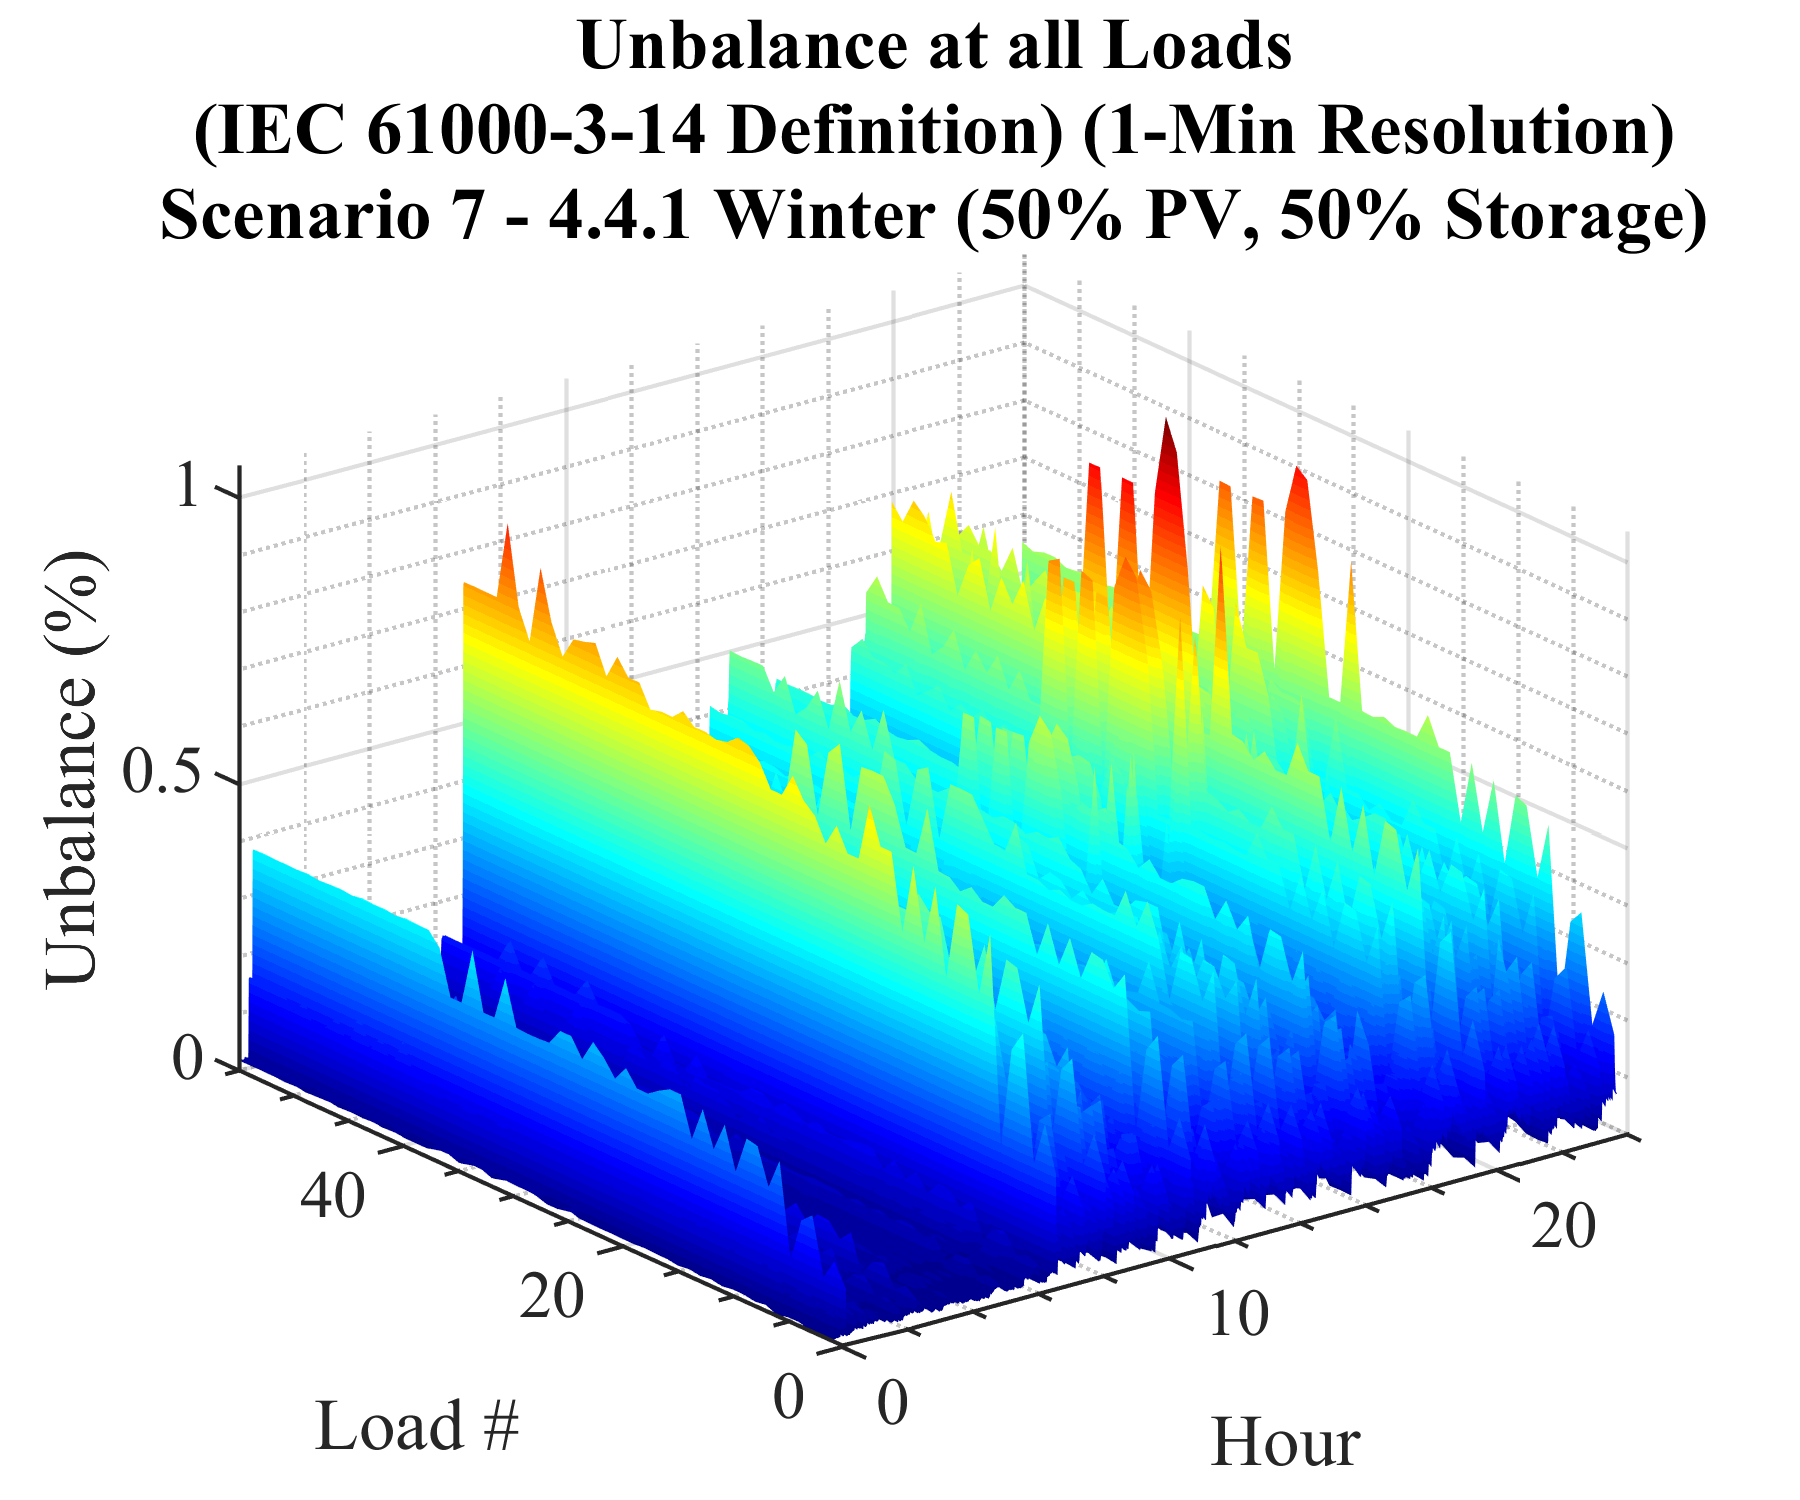 Unbalance at all Loads
(IEC 61000-3-14 Definition) (1-Min Resolution)
Scenario 7 - 4.4.1 Winter (50% PV, 50% Storage)
Unbalance (%)
1
0.5
0
40
20
0
Load #
0
10
20
Hour